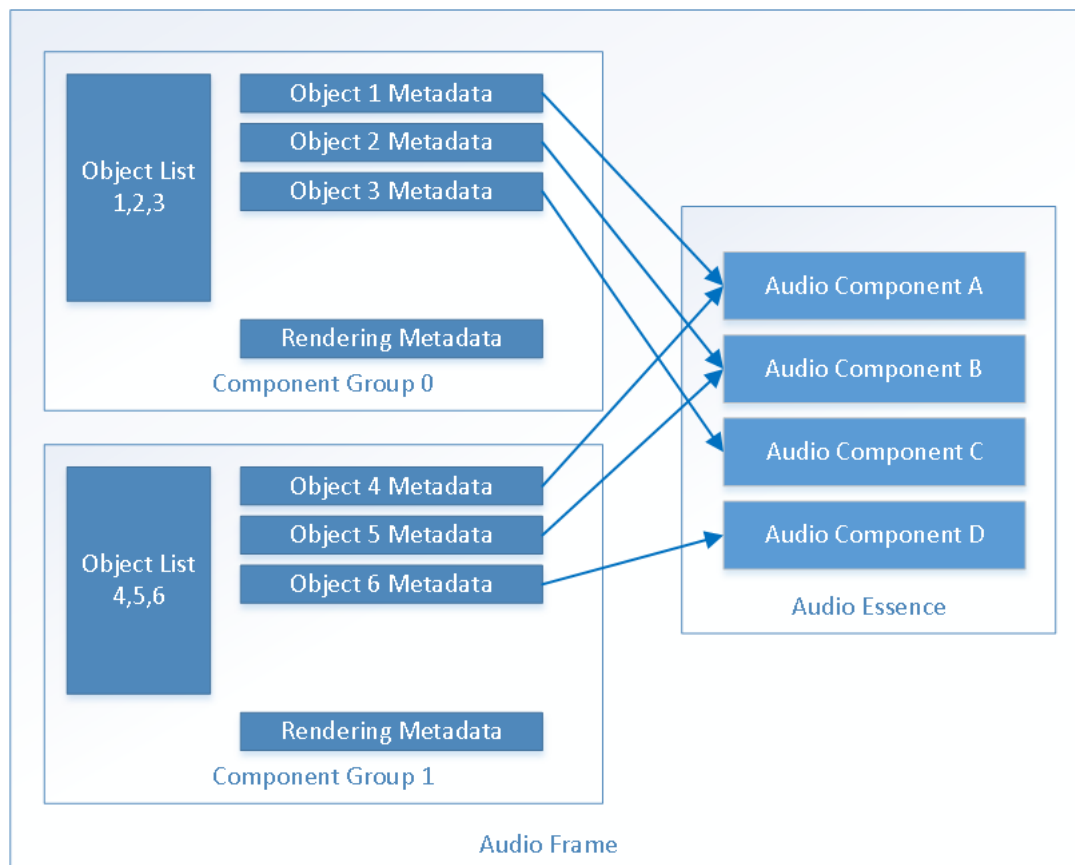 Object List
1,2,3
Object 1 Metadata
Object 2 Metadata
Object 3 Metadata
Rendering Metadata
Component Group 0
Object List
4,5,6
Object 4 Metadata
Object 5 Metadata
Object 6 Metadata
Rendering Metadata
Component Group 1
Audio Component A
Audio Component B
Audio Component C
Audio Component D
Audio Essence
Audio Frame